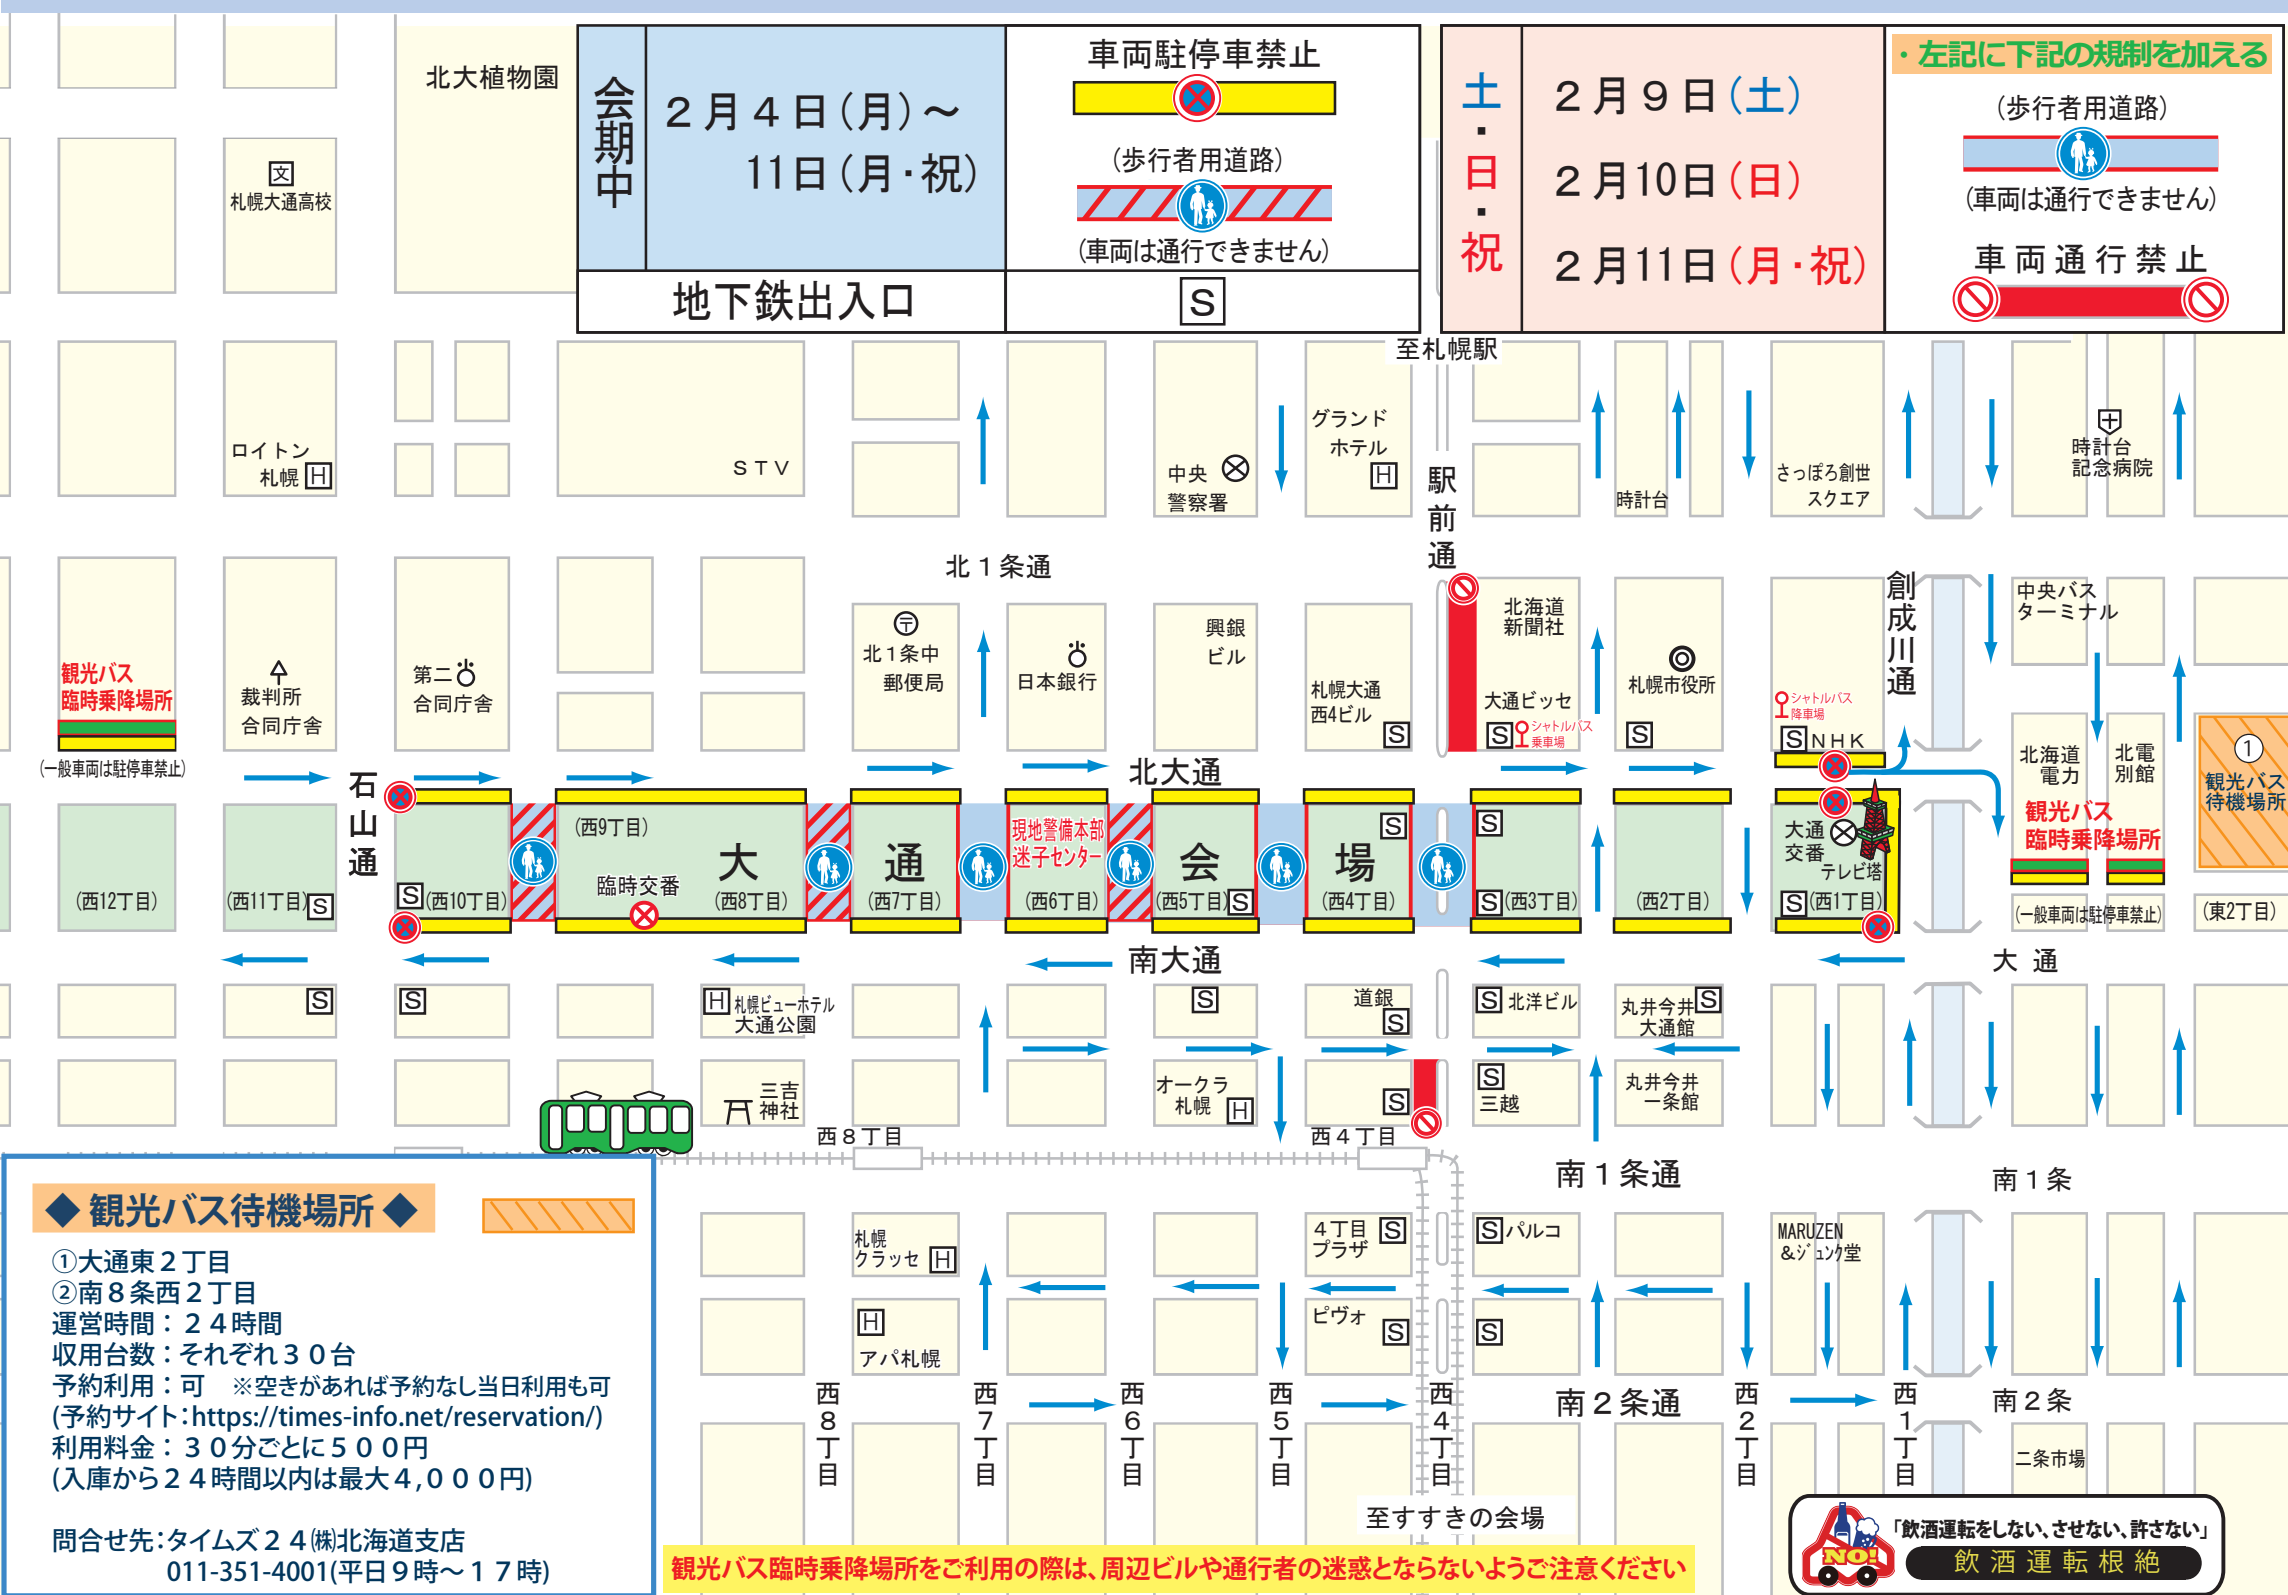 会期中
2月4日(月)～
11日(月・祝)
車両駐停車禁止
(歩行者用道路)
(車両は通行できません)
地下鉄出入口
S
土・日・祝
2月9日(土)
2月10日(日)
2月11日(月・祝)
・左記に下記の規制を加える
(歩行者用道路)
(車両は通行できません)
車両通行禁止
北大植物園
文
札幌大通高校
至札幌駅
ロイトン
札幌 H
STV
中央
警察署
グランド
ホテル
H
駅前通
時計台
さっぽろ創世
スクエア
時計台
記念病院
北1条通
創成川通
中央バス
ターミナル
観光バス
臨時乗降場所
(一般車両は駐停車禁止)
裁判所
合同庁舎
第二
合同庁舎
〒
北1条中
郵便局
日本銀行
興銀
ビル
札幌大通
西4ビル
S
北海道
新聞社
大通ビッセ
S
シャトルバス
乗車場
札幌市役所
S
シャトルバス
降車場
S NHK
北海道
電力
北電
別館
観光バス
臨時乗降場所
(一般車両は駐停車禁止)
①
観光バス
待機場所
(東2丁目)
石山通
北大通
(西12丁目)
(西11丁目) S
S (西10丁目)
(西9丁目)
臨時交番
大
(西8丁目)
通
(西7丁目)
現地警備本部
迷子センター
(西6丁目)
会
(西5丁目) S
S
場
(西4丁目)
S
S (西3丁目)
(西2丁目)
大通
交番
テレビ塔
S (西1丁目)
南大通
大通
S
S
H 札幌ビューホテル
大通公園
S
道銀
S
S 北洋ビル
丸井今井 S
大通館
三吉
神社
オークラ
札幌 H
S
S
三越
丸井今井
一条館
西8丁目
西4丁目
南1条通
南1条
札幌
クラッセ H
H
アパ札幌
4丁目 S
プラザ
S パルコ
MARUZEN
&ジュンク堂
ピヴォ
S
S
西8丁目
西7丁目
西6丁目
西5丁目
西4丁目
南2条通
西2丁目
西1丁目
南2条
二条市場
至すすきの会場
◆ 観光バス待機場所 ◆
①大通東2丁目
②南8条西2丁目
運営時間：24時間
収用台数：それぞれ30台
予約利用：可　※空きがあれば予約なし当日利用も可
(予約サイト：https://times-info.net/reservation/)
利用料金：30分ごとに500円
(入庫から24時間以内は最大4,000円)
問合せ先：タイムズ24㈱北海道支店
011-351-4001(平日9時～17時)
観光バス臨時乗降場所をご利用の際は、周辺ビルや通行者の迷惑とならないようご注意ください
NO!
「飲酒運転をしない、させない、許さない」
飲酒運転根絶